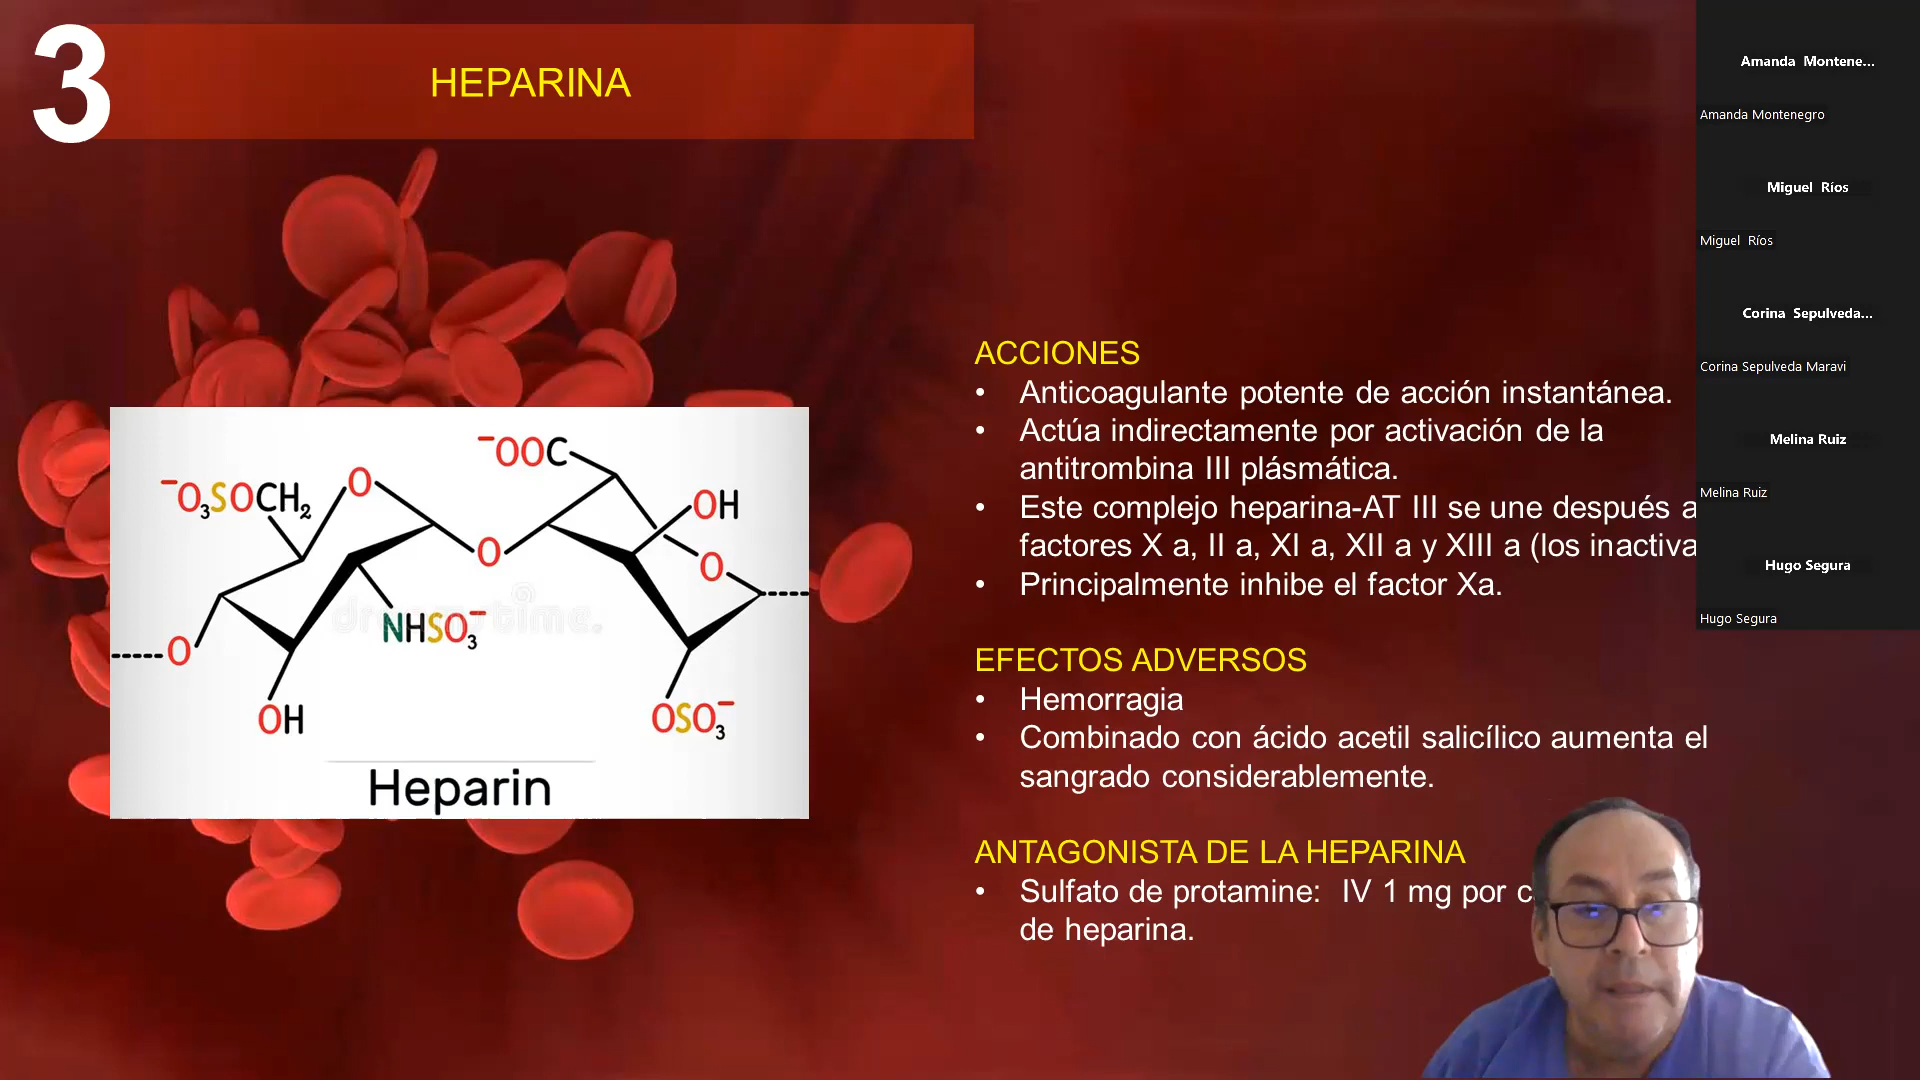 3
HEPARINA
ACCIONES
• Anticoagulante potente de acción instantánea.
• Actúa indirectamente por activación de la
antitrombina III plásmática.
• Este complejo heparina-AT III se une después a
factores X a, II a, XI a, XII a y XIII a (los inactiva
• Principalmente inhibe el factor Xa.
EFECTOS ADVERSOS
• Hemorragia
• Combinado con ácido acetil salicílico aumenta el
sangrado considerablemente.
ANTAGONISTA DE LA HEPARINA
• Sulfato de protamine: IV 1 mg por
de heparina.
⁻OOC
⁻O₃SOCH₂
O
OH
O
O
NHSO₃⁻
O
OH
OSO₃⁻
Heparin
Amanda Montene...
Amanda Montenegro
Miguel Ríos
Miguel Ríos
Corina Sepulveda...
Corina Sepulveda Maravi
Melina Ruiz
Melina Ruiz
Hugo Segura
Hugo Segura